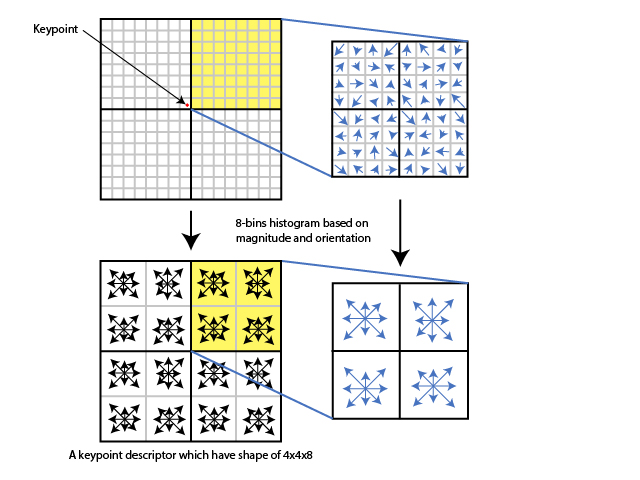 Keypoint
8-bins histogram based on
magnitude and orientation
A keypoint descriptor which have shape of 4x4x8